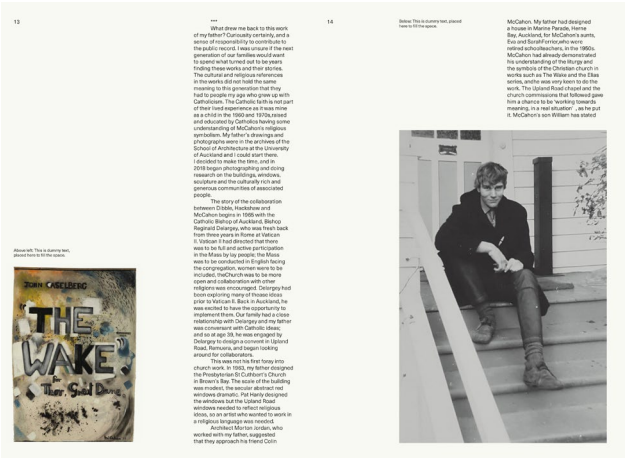 13
***
What drew me back to this work
of my father? Curiousity certainly, and a
sense of responsibility to contribute to
the public record. I was unsure if the next
generation of our families would want
to spend what turned out to be years
finding these works and their stories.
The cultural and religious references
in the works did not hold the same
meaning to this generation that they
had to people my age who grew up with
Catholicism. The Catholic faith is not part
of their lived experience as it was mine
as a child in the 1960 and 1970s,raised
and educated by Catholics having some
understanding of McCahon's religious
symbolism. My father's drawings and
photographs were in the archives of the
School of Architecture at the University
of Auckland and I could start there.
I decided to make the time, and in
2018 began photographing and doing
research on the buildings, windows,
sculpture and the culturally rich and
generous communities of associated
people.
The story of the collaboration
between Dibble, Hackshaw and
McCahon begins in 1965 with the
Catholic Bishop of Auckland, Bishop
Reginald Delargey, who was fresh back
from three years in Rome at Vatican
II. Vatican II had directed that there
was to be full and active participation
in the Mass by lay people; the Mass
was to be conducted in English facing
the congregation, women were to be
included, theChurch was to be more
open and collaboration with other
religions was encouraged. Delargey had
been exploring many of thoase ideas
prior to Vatican II. Back in Auckland, he
was excited to have the opportunity to
implement them. Our family had a close
relationship with Delargey and my father
was conversant with Catholic ideas;
and so at age 39, he was engaged by
Delargey to design a convent in Upland
Road, Remuera, and began looking
around for collaborators.
This was not his first foray into
church work. In 1963, my father designed
the Presbyterian St Cuthbert's Church
in Brown's Bay. The scale of the building
was modest, the secular abstract red
windows dramatic. Pat Hanly designed
the windows but the Upland Road
windows needed to reflect religious
ideas, so an artist who wanted to work in
a religious language was needed.
Architect Morton Jordan, who
worked with my father, suggested
that they approach his friend Colin
Above left: This is dummy text,
placed here to fill the space.
JOHN CASELBERG
THE
WAKE
14
Below: This is dummy text, placed
here to fill the space.
McCahon. My father had designed
a house in Marine Parade, Herne
Bay, Auckland, for McCahon's aunts,
Eva and SarahFerrior,who were
retired schoolteachers, in the 1950s.
McCahon had already demonstrated
his understanding of the liturgy and
the symbols of the Christian church in
works such as The Wake and the Elias
series, andhe was very keen to do the
work. The Upland Road chapel and the
church commissions that followed gave
him a chance to be 'working towards
meaning, in a real situation' , as he put
it. McCahon's son William has stated